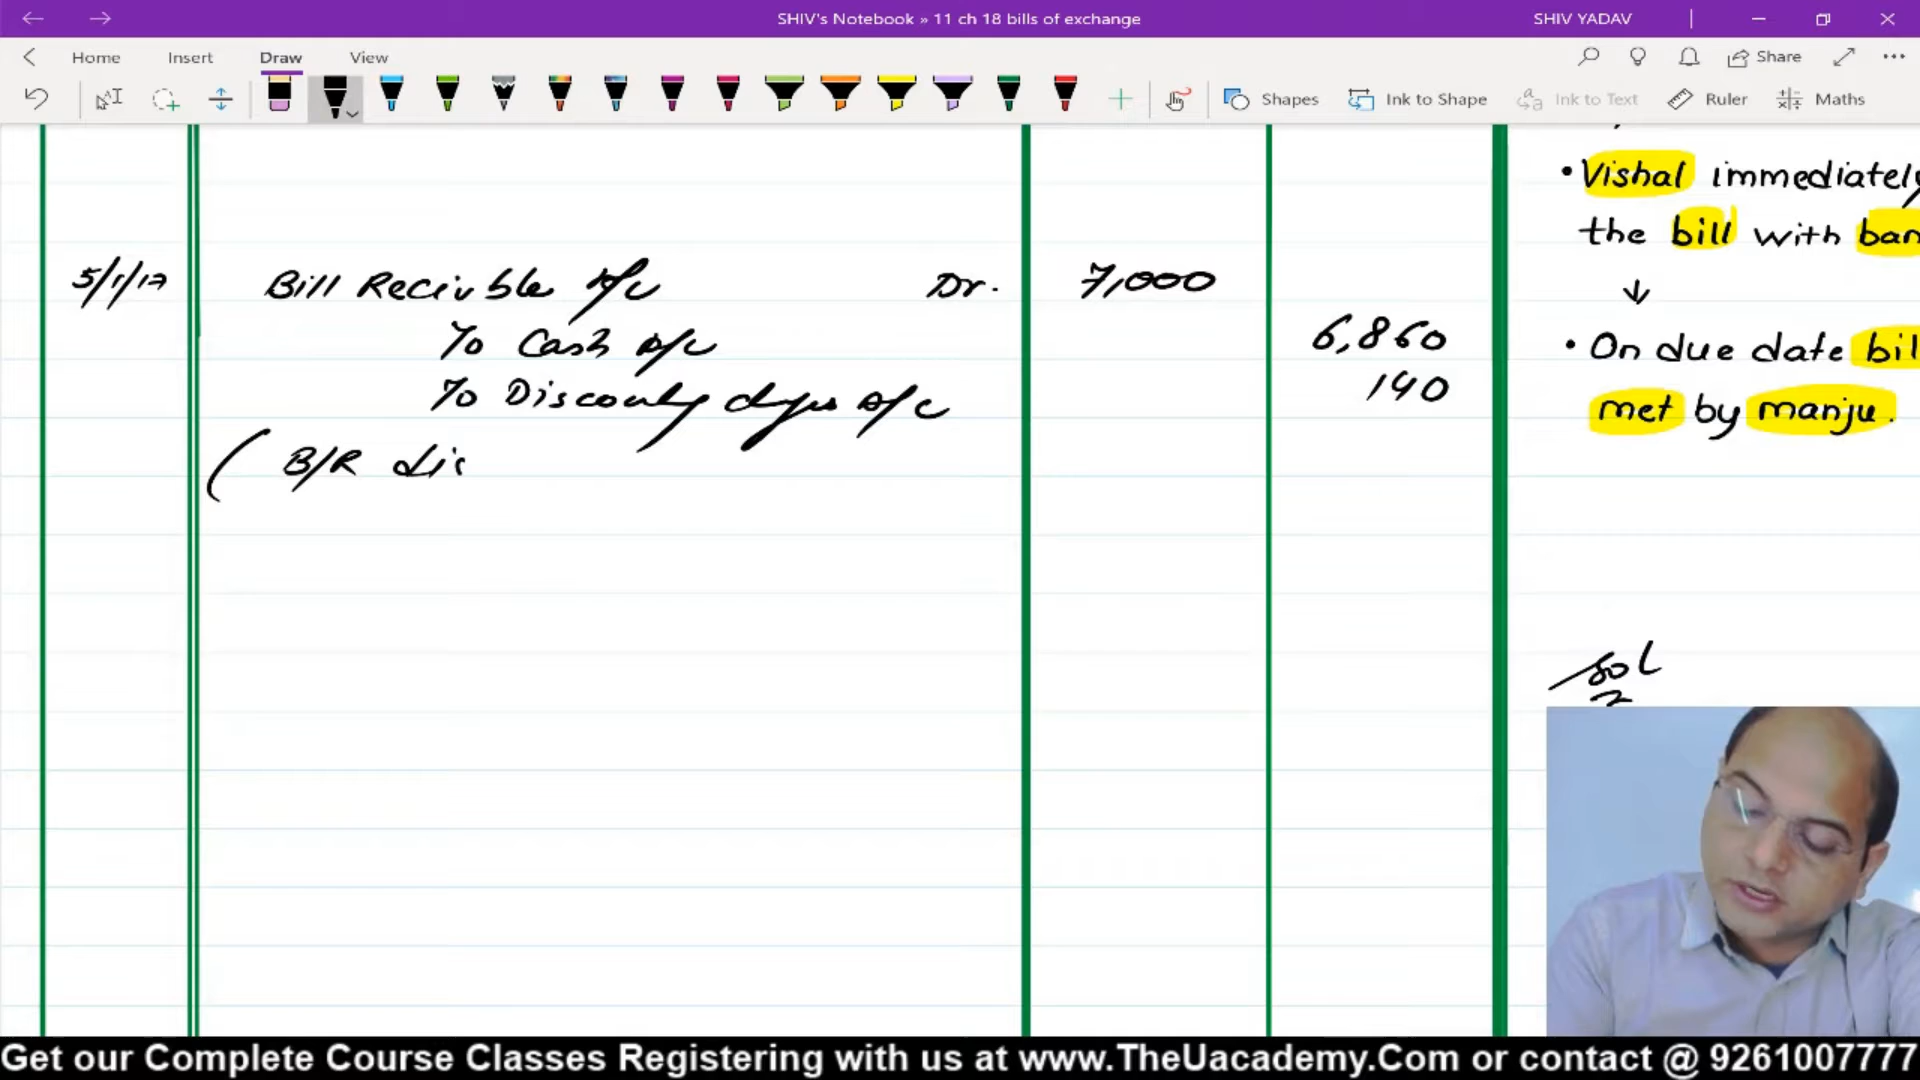 SHIV's Notebook » 11 ch 18 bills of exchange
SHIV YADAV
Home Insert Draw View
Share
Shapes Ink to Shape Ink to Text Ruler Maths
5/1/17 Bill Recivble A/c Dr. 7,000
To Cash A/c 6,860
To A/c 140
( B/R dis
• Vishal immediately
the bill with ban
↓
• On due date bil
met by manju.
sol
Get our Complete Course Classes Registering with us at www.TheUacademy.Com or contact @ 9261007777